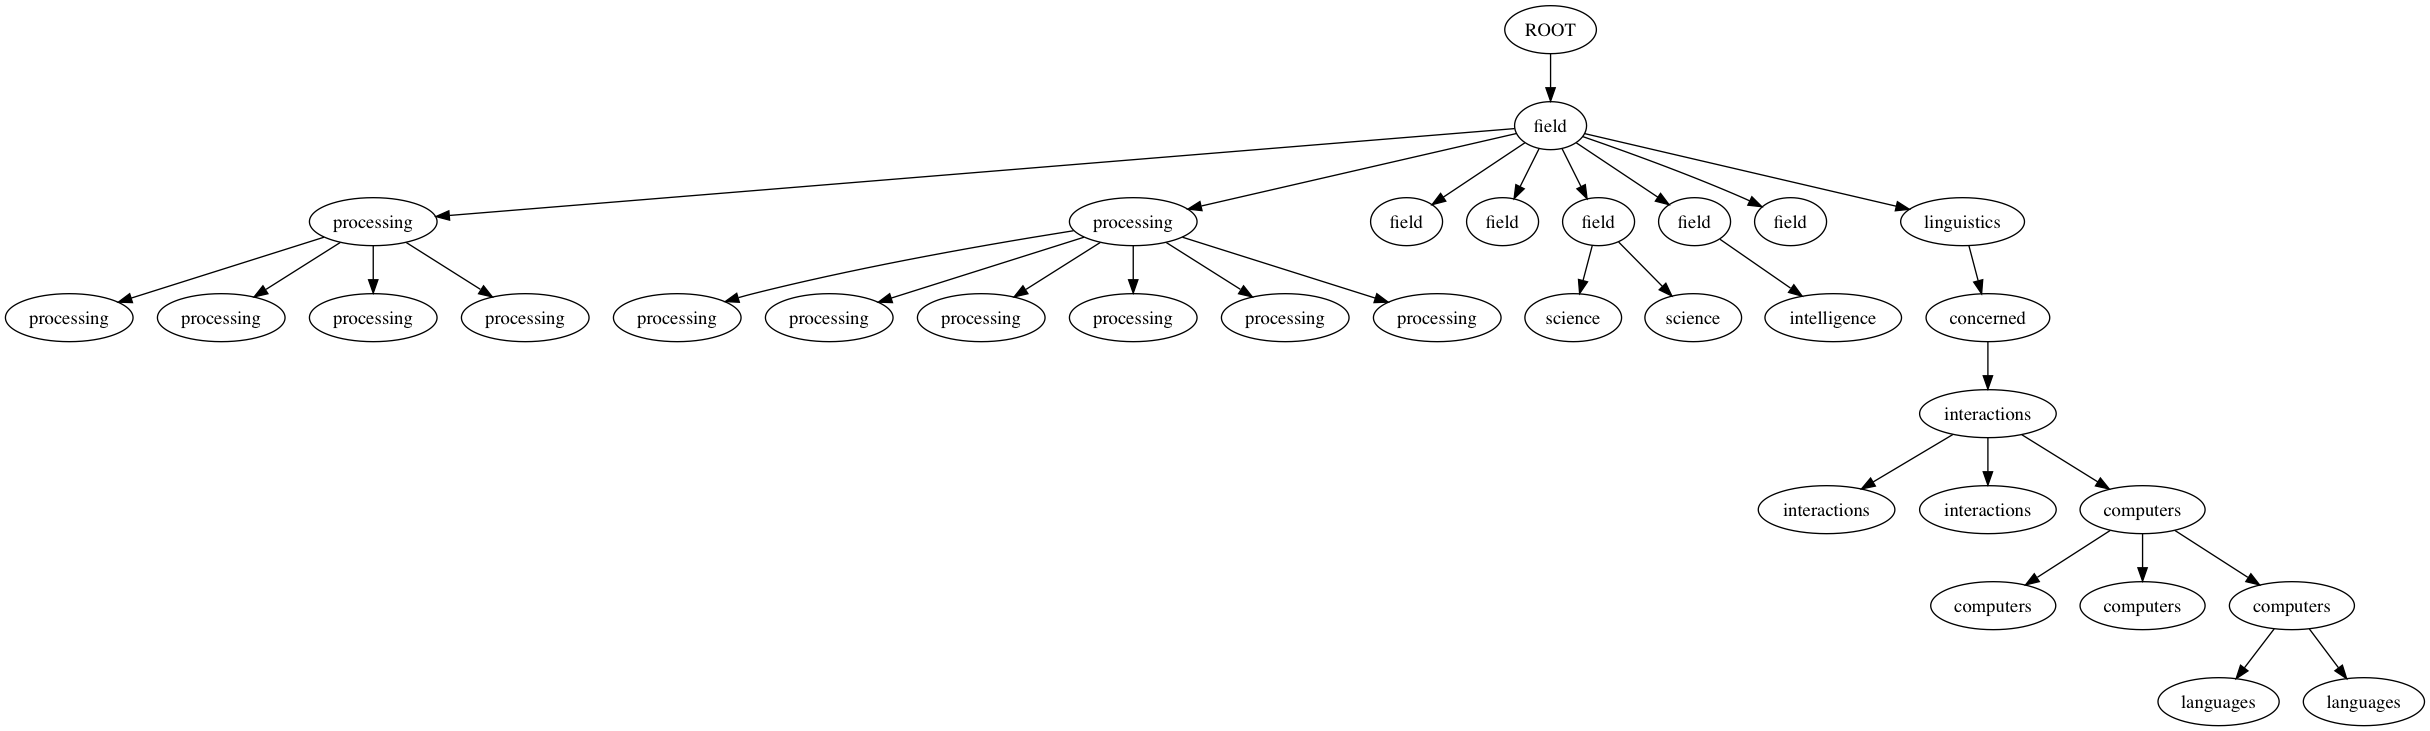 ROOT
field
processing processing field field field field field linguistics
processing processing processing processing processing processing processing processing processing processing science science intelligence concerned
interactions
interactions interactions computers
computers computers computers
languages languages